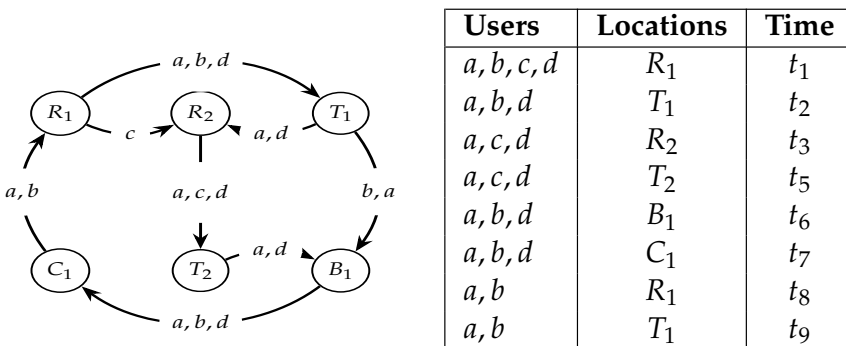 a, b, d
R1 R2 T1
c a, d
a, b a, c, d b, a
a, d
C1 T2 B1
a, b, d
Users Locations Time
a, b, c, d R1 t1
a, b, d T1 t2
a, c, d R2 t3
a, c, d T2 t5
a, b, d B1 t6
a, b, d C1 t7
a, b R1 t8
a, b T1 t9